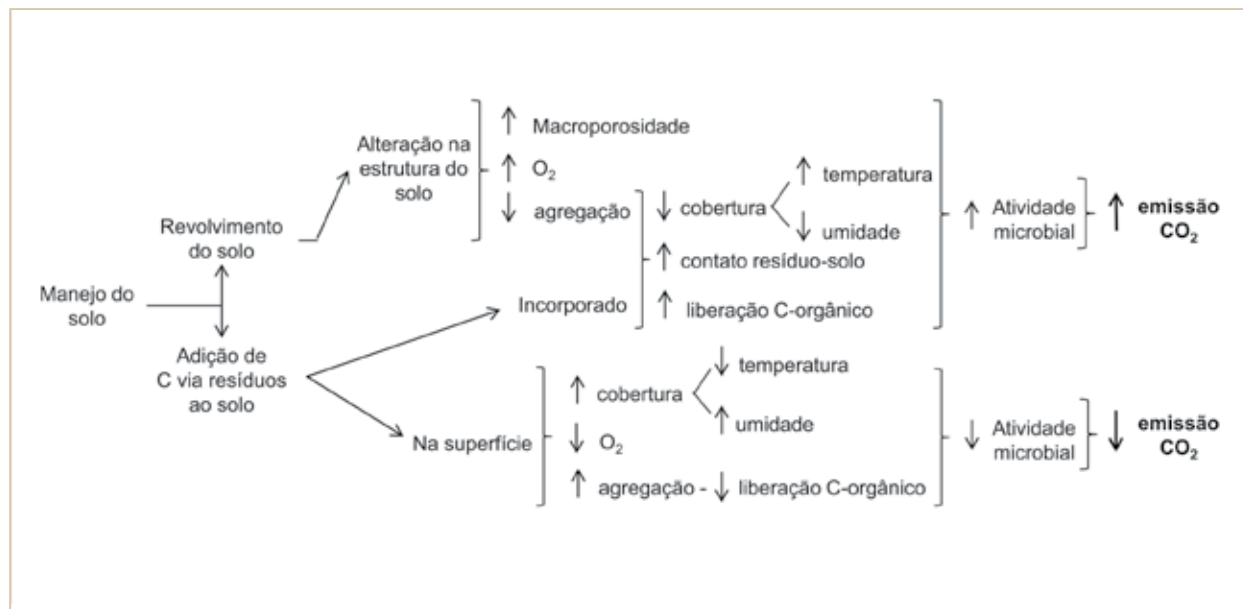 Manejo do
solo
Revolvimento
do solo
Alteração na
estrutura do
solo
↑ Macroporosidade
↑ O₂
↓ agregação
Adição de
C via resíduos
ao solo
Incorporado
↓ cobertura
↑ temperatura
↓ umidade
↑ contato resíduo-solo
↑ liberação C-orgânico
↑ Atividade
microbial
↑ emissão
CO₂
Na superfície
↑ cobertura
↓ temperatura
↑ umidade
↓ O₂
↑ agregação - ↓ liberação C-orgânico
↓ Atividade
microbial
↓ emissão
CO₂